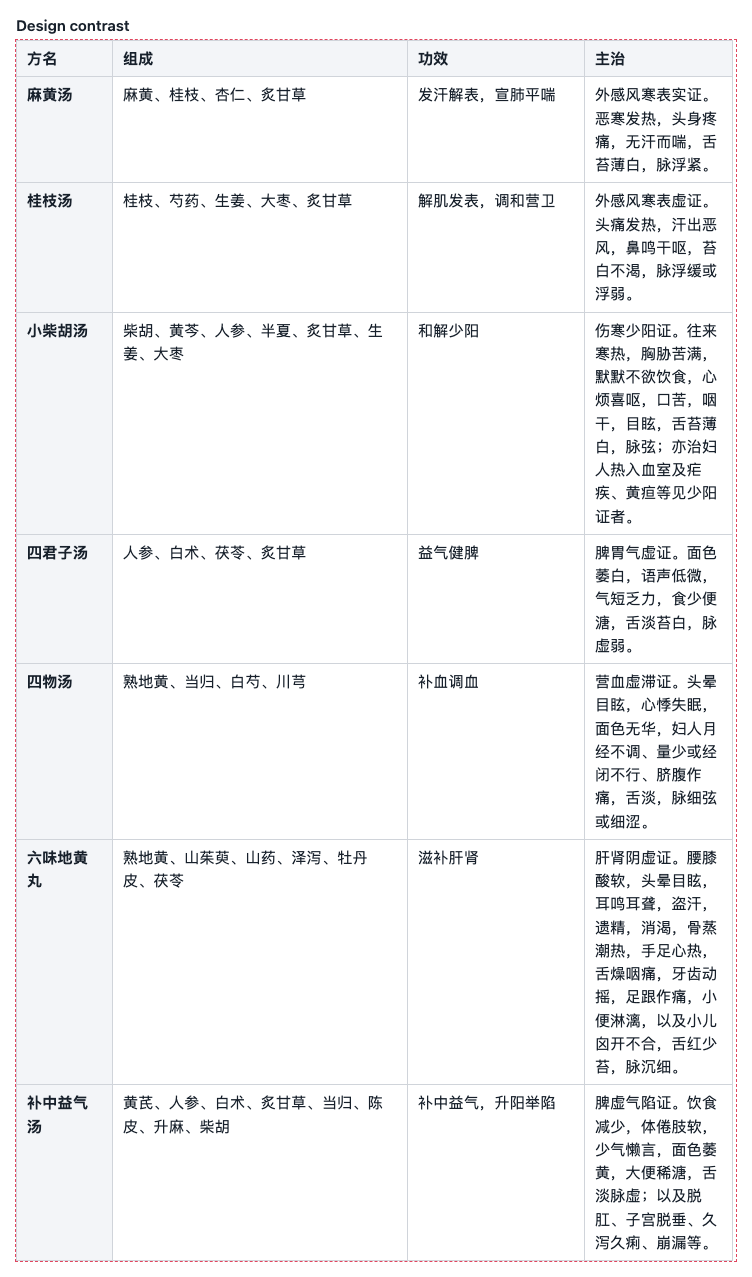 Design contrast
方名 组成 功效 主治
麻黄汤 麻黄、桂枝、杏仁、炙甘草 发汗解表，宣肺平喘 外感风寒表实证。
恶寒发热，头身疼
痛，无汗而喘，舌
苔薄白，脉浮紧。
桂枝汤 桂枝、芍药、生姜、大枣、炙甘草 解肌发表，调和营卫 外感风寒表虚证。
头痛发热，汗出恶
风，鼻鸣干呕，苔
白不渴，脉浮缓或
浮弱。
小柴胡汤 柴胡、黄芩、人参、半夏、炙甘草、生 和解少阳 伤寒少阳证。往来
姜、大枣 寒热，胸胁苦满，
默默不欲饮食，心
烦喜呕，口苦，咽
干，目眩，舌苔薄
白，脉弦；亦治妇
人热入血室及疟
疾、黄疸等见少阳
证者。
四君子汤 人参、白术、茯苓、炙甘草 益气健脾 脾胃气虚证。面色
萎白，语声低微，
气短乏力，食少便
溏，舌淡苔白，脉
虚弱。
四物汤 熟地黄、当归、白芍、川芎 补血调血 营血虚滞证。头晕
目眩，心悸失眠，
面色无华，妇人月
经不调、量少或经
闭不行、脐腹作
痛，舌淡，脉细弦
或细涩。
六味地黄 熟地黄、山茱萸、山药、泽泻、牡丹 滋补肝肾 肝肾阴虚证。腰膝
丸 皮、茯苓 酸软，头晕目眩，
耳鸣耳聋，盗汗，
遗精，消渴，骨蒸
潮热，手足心热，
舌燥咽痛，牙齿动
摇，足跟作痛，小
便淋漓，以及小儿
囟开不合，舌红少
苔，脉沉细。
补中益气 黄芪、人参、白术、炙甘草、当归、陈 补中益气，升阳举陷 脾虚气陷证。饮食
汤 皮、升麻、柴胡 减少，体倦肢软，
少气懒言，面色萎
黄，大便稀溏，舌
淡脉虚；以及脱
肛、子宫脱垂、久
泻久痢、崩漏等。